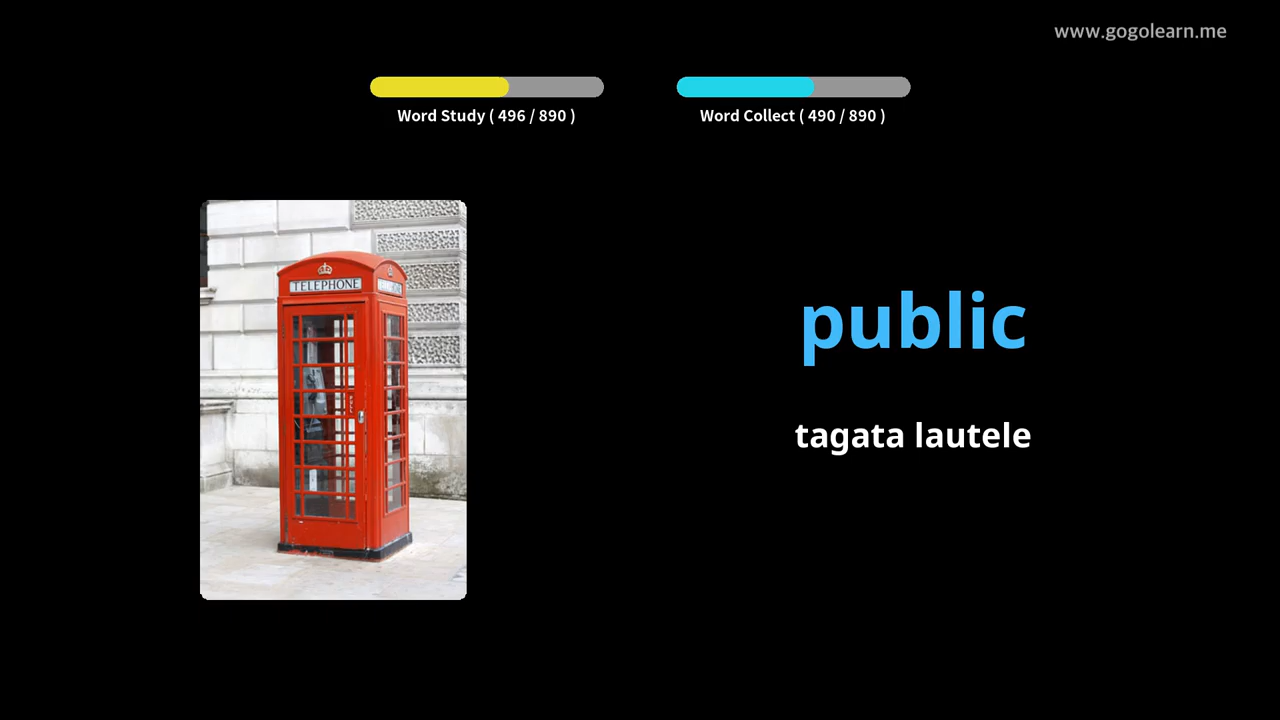 www.gogolearn.me
Word Study ( 496 / 890 )
Word Collect ( 490 / 890 )
TELEPHONE
public
tagata lautele